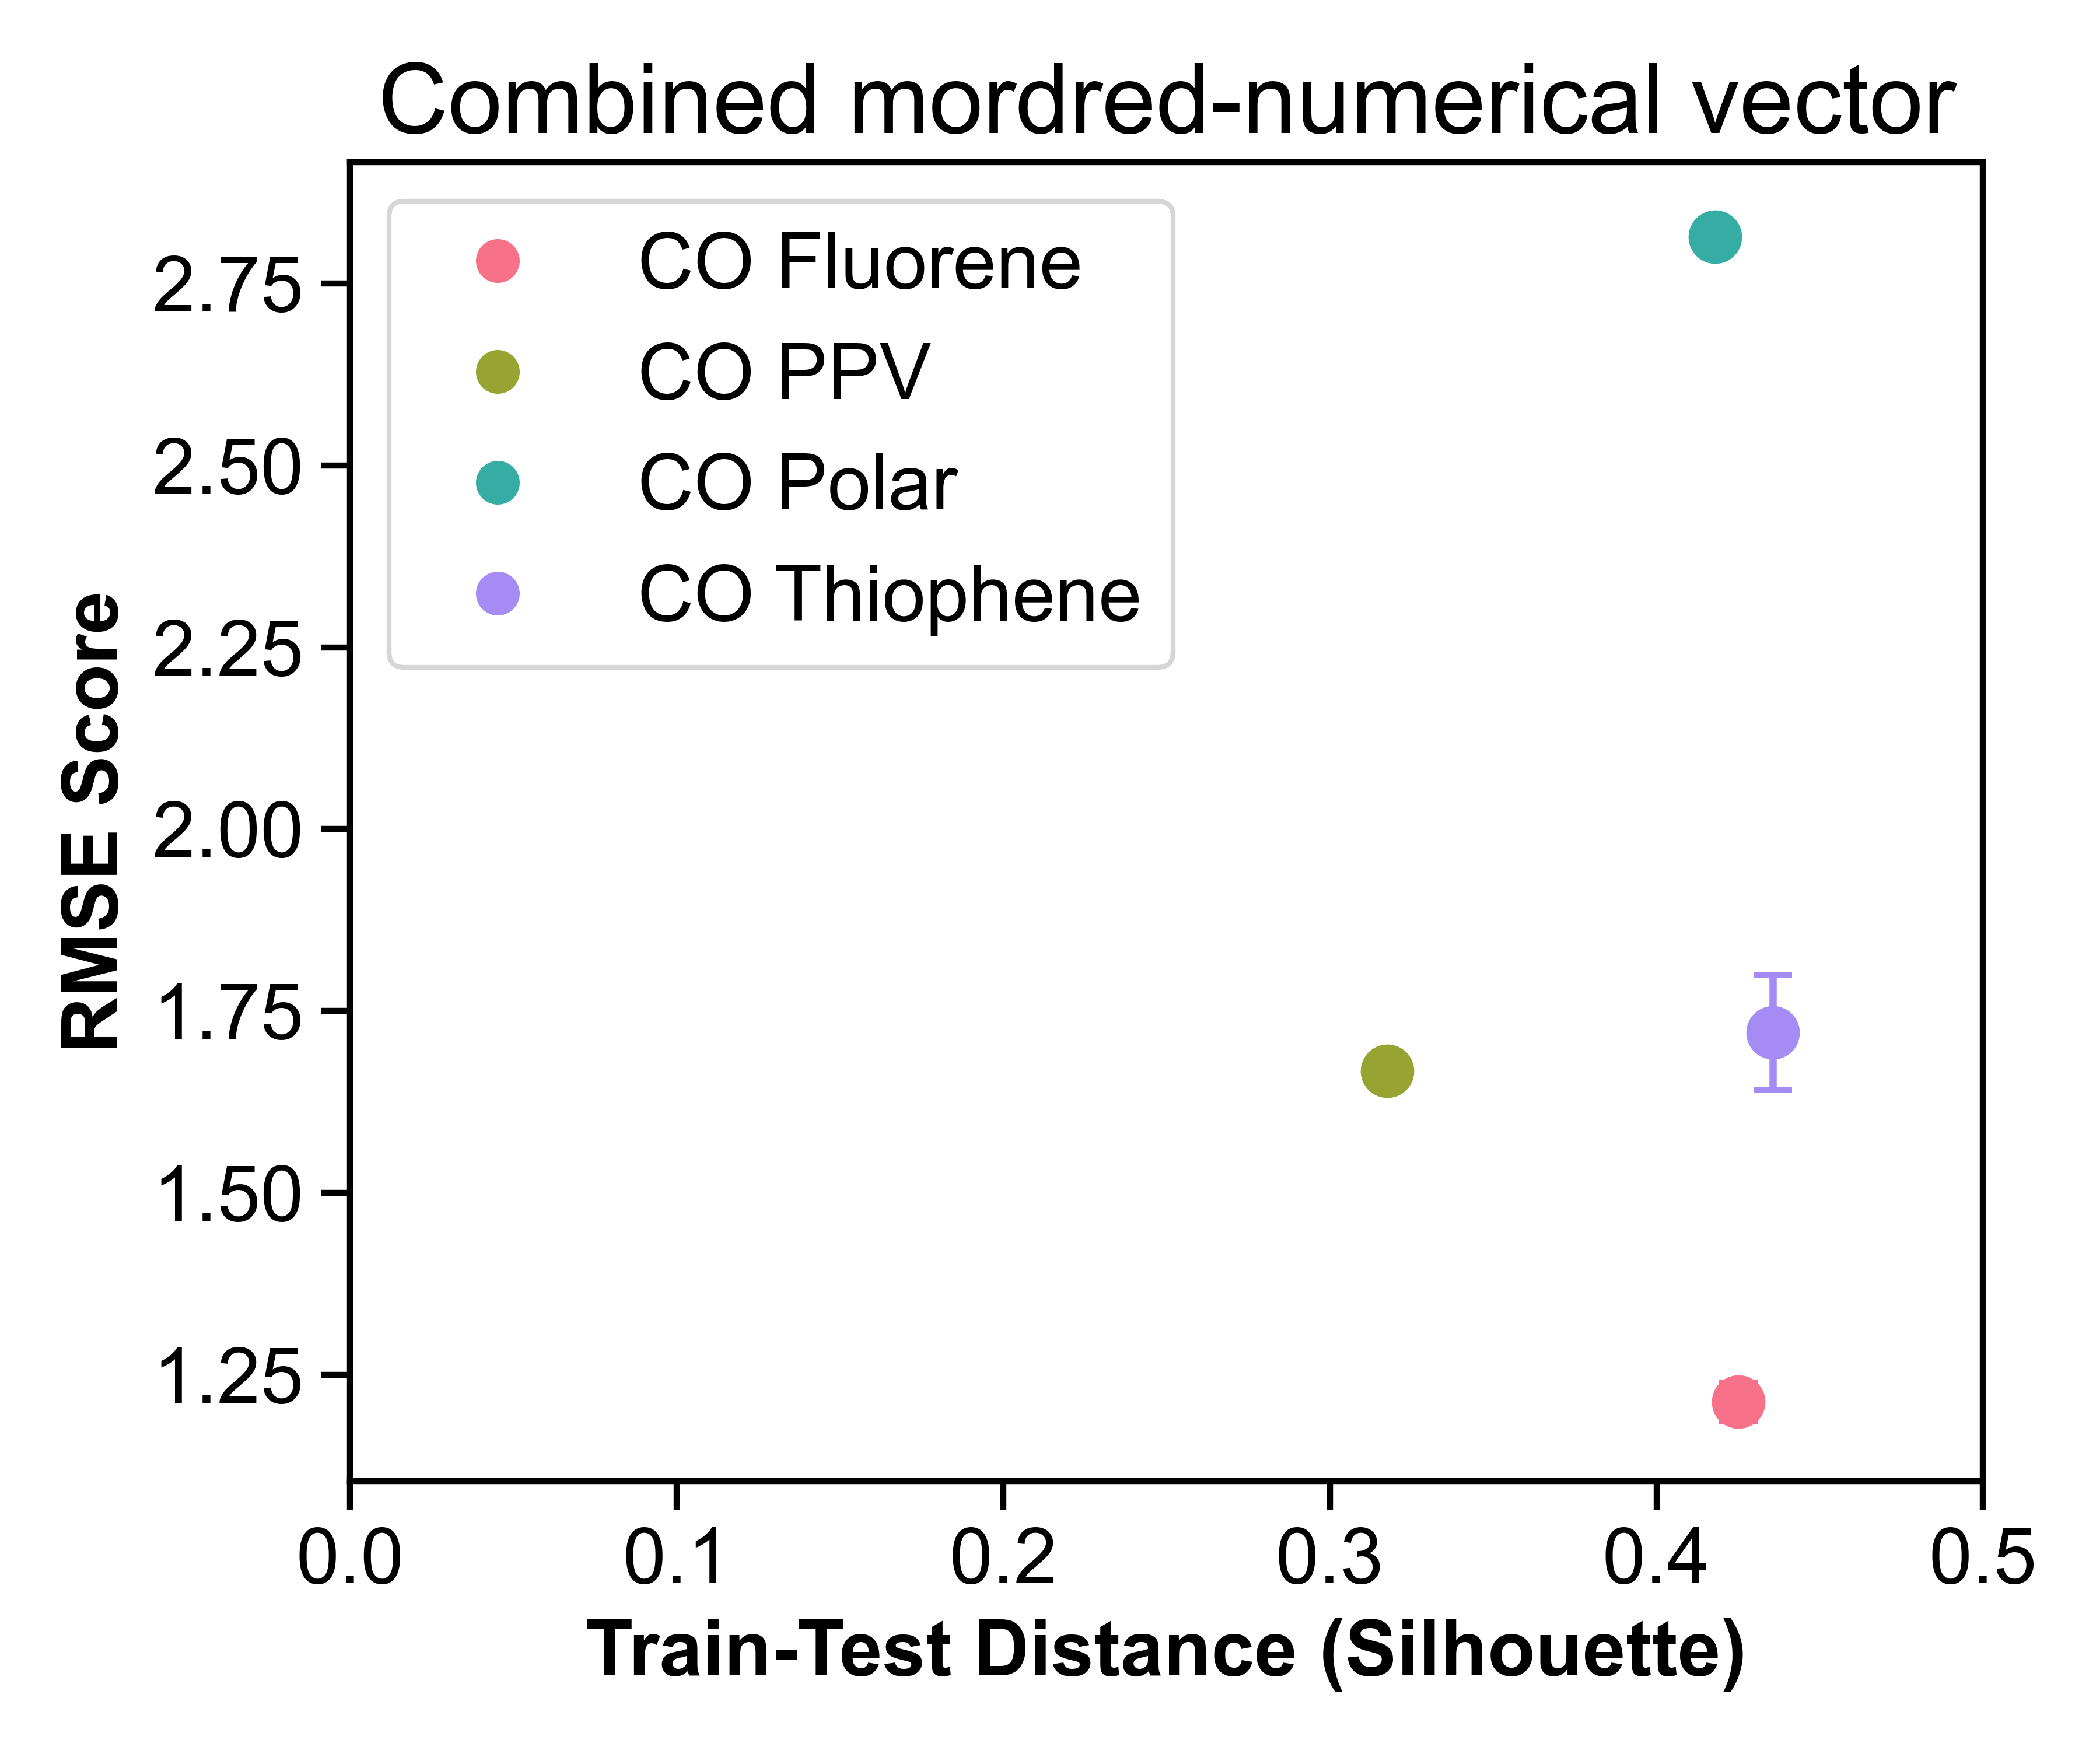 Combined mordred-numerical vector
CO Fluorene
CO PPV
CO Polar
CO Thiophene
RMSE Score
2.75
2.50
2.25
2.00
1.75
1.50
1.25
0.0 0.1 0.2 0.3 0.4 0.5
Train-Test Distance (Silhouette)